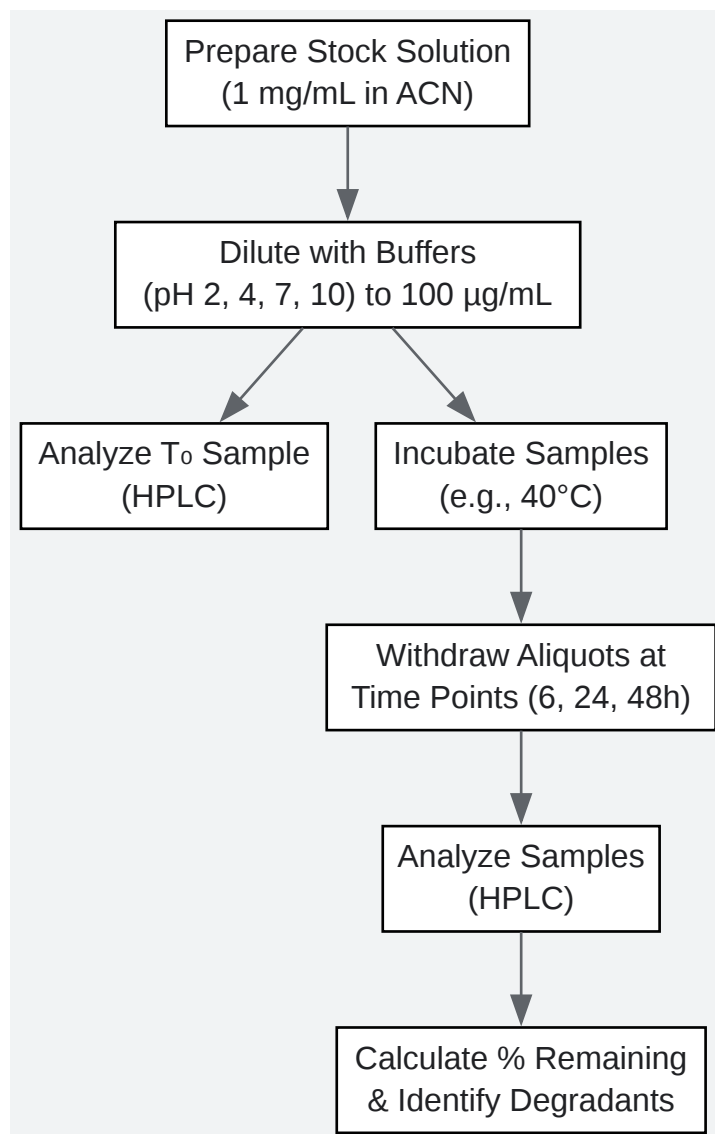 Prepare Stock Solution
(1 mg/mL in ACN)
Dilute with Buffers
(pH 2, 4, 7, 10) to 100 µg/mL
Analyze T₀ Sample
(HPLC)
Incubate Samples
(e.g., 40°C)
Withdraw Aliquots at
Time Points (6, 24, 48h)
Analyze Samples
(HPLC)
Calculate % Remaining
& Identify Degradants